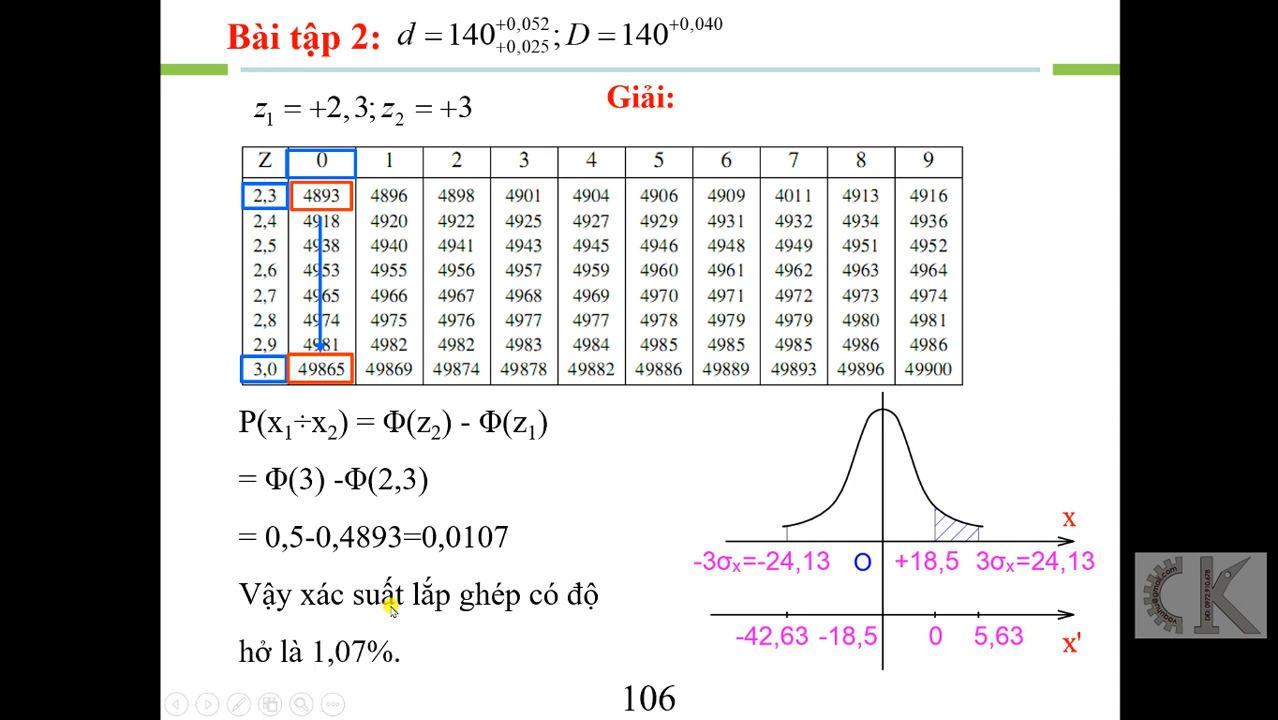 Bài tập 2: d = 140 +0,052 +0,025 ; D = 140 +0,040
Giải:
z1 = +2,3; z2 = +3
Z 0 1 2 3 4 5 6 7 8 9
2,3 4893 4896 4898 4901 4904 4906 4909 4011 4913 4916
2,4 4918 4920 4922 4925 4927 4929 4931 4932 4934 4936
2,5 4938 4940 4941 4943 4945 4946 4948 4949 4951 4952
2,6 4953 4955 4956 4957 4959 4960 4961 4962 4963 4964
2,7 4965 4966 4967 4968 4969 4970 4971 4972 4973 4974
2,8 4974 4975 4976 4977 4977 4978 4979 4979 4980 4981
2,9 4981 4982 4982 4983 4984 4985 4985 4985 4986 4986
3,0 49865 49869 49874 49878 49882 49886 49889 49893 49896 49900
P(x1÷x2) = Φ(z2) - Φ(z1)
= Φ(3) -Φ(2,3)
= 0,5-0,4893=0,0107
Vậy xác suất lắp ghép có độ
hở là 1,07%.
x
-3σx=-24,13 O +18,5 3σx=24,13
-42,63 -18,5 0 5,63 x'
106
CK